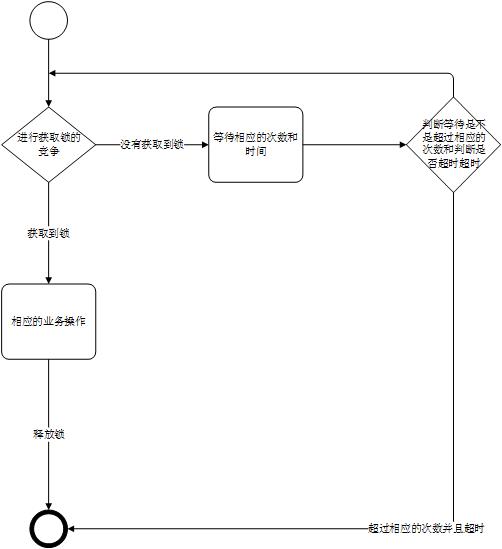 进行获取锁的
竞争
没有获取到锁
等待相应的次数和
时间
判断等待是不
是超过相应的
次数和判断是
否超时超时
获取到锁
相应的业务操作
释放锁
超过相应的次数并且超时